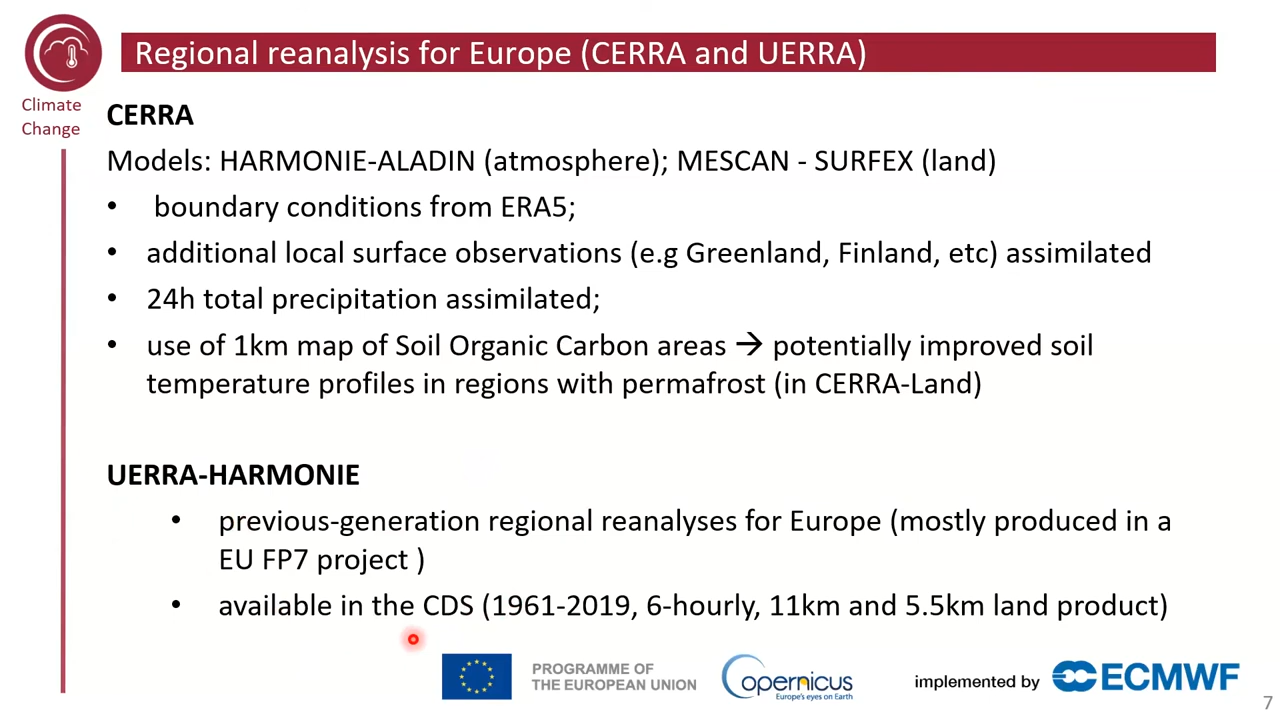 Regional reanalysis for Europe (CERRA and UERRA)
Climate
Change
CERRA
Models: HARMONIE-ALADIN (atmosphere); MESCAN - SURFEX (land)
• boundary conditions from ERA5;
• additional local surface observations (e.g Greenland, Finland, etc) assimilated
• 24h total precipitation assimilated;
• use of 1km map of Soil Organic Carbon areas → potentially improved soil
temperature profiles in regions with permafrost (in CERRA-Land)
UERRA-HARMONIE
• previous-generation regional reanalyses for Europe (mostly produced in a
EU FP7 project )
• available in the CDS (1961-2019, 6-hourly, 11km and 5.5km land product)
PROGRAMME OF
THE EUROPEAN UNION
opernicus
Europe's eyes on Earth
implemented by
ECMWF
7